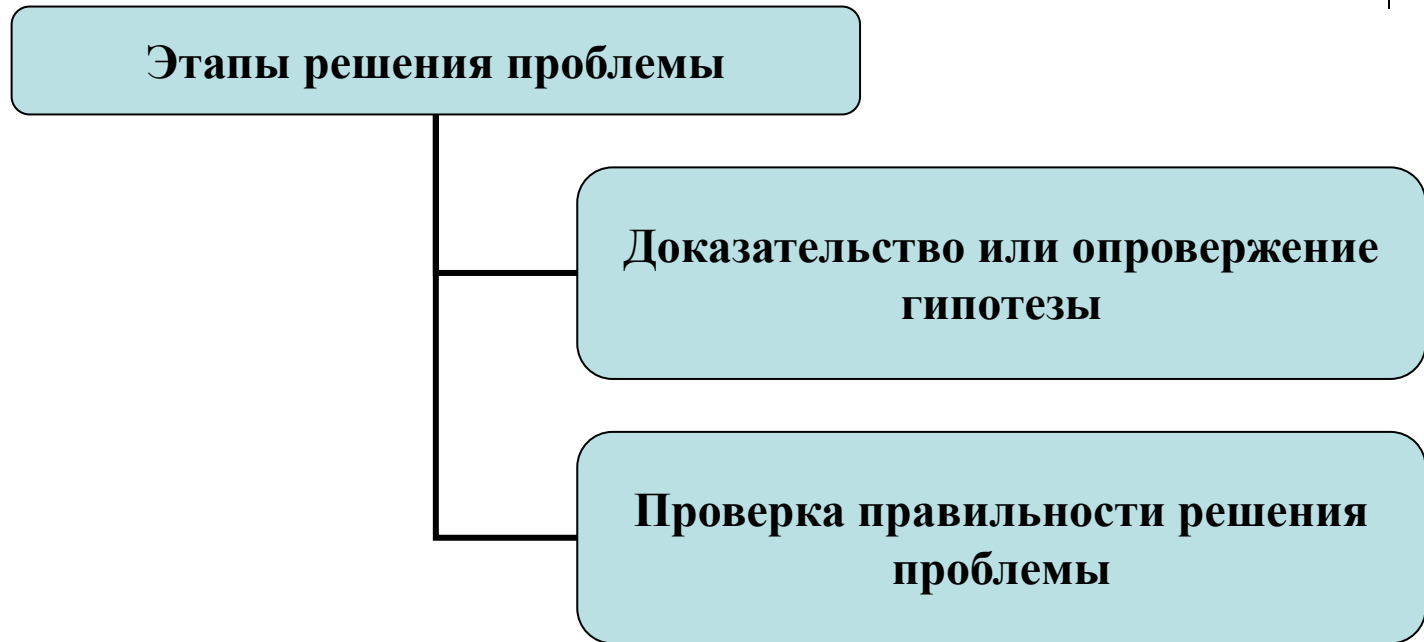 Этапы решения проблемы
Доказательство или опровержение
гипотезы
Проверка правильности решения
проблемы